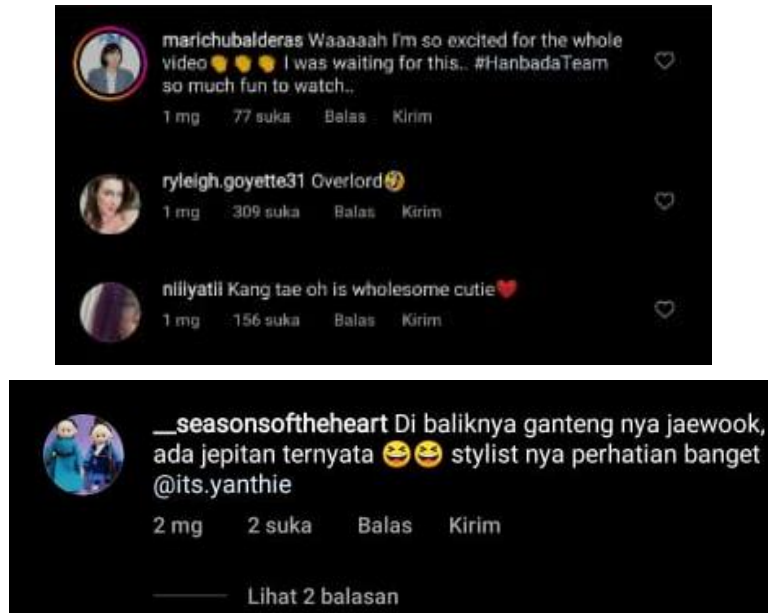 marichubalderas Waaaaah I'm so excited for the whole
video👏👏👏 I was waiting for this.. #HanbadaTeam
so much fun to watch..
1 mg 77 suka Balas Kirim
ryleigh.goyette31 Overlord🤣
1 mg 309 suka Balas Kirim
niiiyatii Kang tae oh is wholesome cutie❤️
1 mg 156 suka Balas Kirim
__seasonsoftheheart Di baliknya ganteng nya jaewook,
ada jepitan ternyata 😆😆 stylist nya perhatian banget
@its.yanthie
2 mg 2 suka Balas Kirim
Lihat 2 balasan